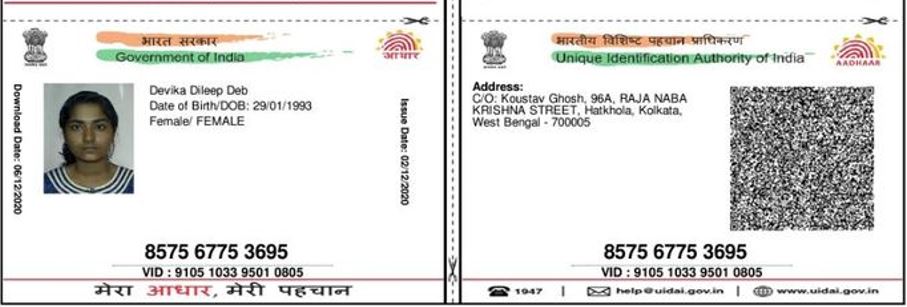 भारत सरकार
Government of India
आधार
Download Date: 06/12/2020
Devika Dileep Deb
Date of Birth/DOB: 29/01/1993
Female/ FEMALE
Issue Date: 02/12/2020
8575 6775 3695
VID : 9105 1033 9501 0805
मेरा आधार, मेरी पहचान
भारतीय विशिष्ट पहचान प्राधिकरण
Unique Identification Authority of India
AADHAAR
Address:
C/O: Koustav Ghosh, 96A, RAJA NABA
KRISHNA STREET, Hatkhola, Kolkata,
West Bengal - 700005
8575 6775 3695
VID : 9105 1033 9501 0805
1947 | help@uidai.gov.in | www.uidai.gov.in